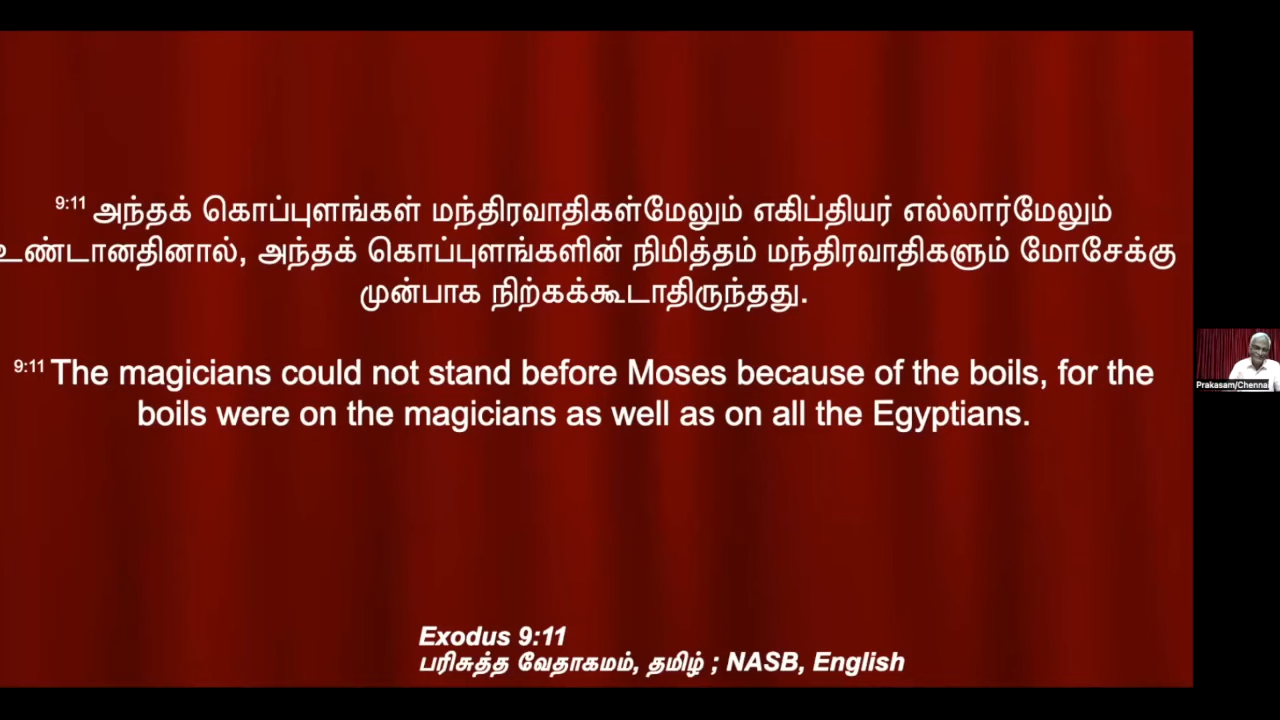 9:11 அந்தக் கொப்புளங்கள் மந்திரவாதிகள்மேலும் எகிப்தியர் எல்லார்மேலும்
உண்டானதினால், அந்தக் கொப்புளங்களின் நிமித்தம் மந்திரவாதிகளும் மோசேக்கு
முன்பாக நிற்கக்கூடாதிருந்தது.
9:11 The magicians could not stand before Moses because of the boils, for the
boils were on the magicians as well as on all the Egyptians.
Prakasam/Chennai
Exodus 9:11
பரிசுத்த வேதாகமம், தமிழ் ; NASB, English